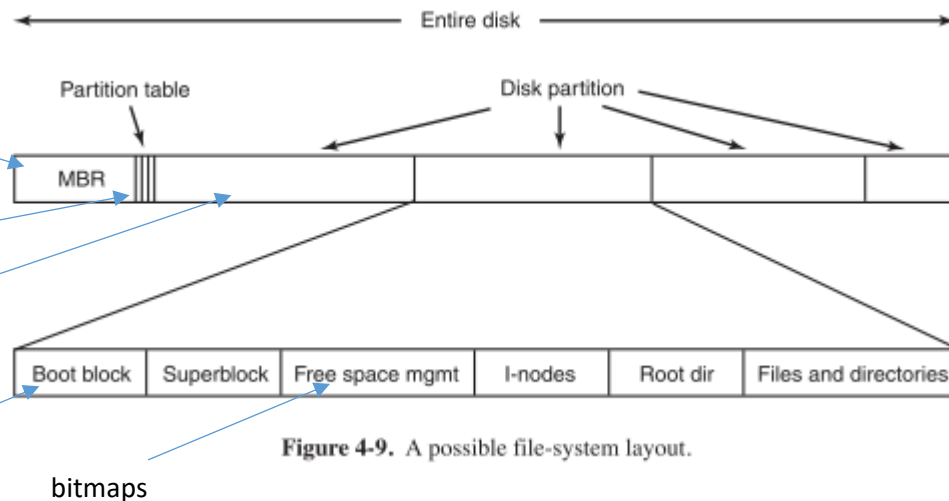 Entire disk
Partition table
Disk partition
MBR
Boot block Superblock Free space mgmt I-nodes Root dir Files and directories
Figure 4-9. A possible file-system layout.
bitmaps